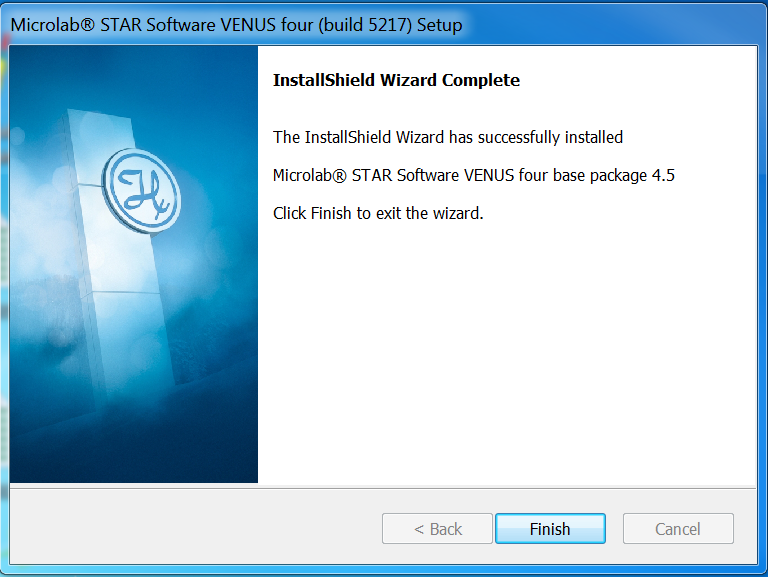 Microlab® STAR Software VENUS four (build 5217) Setup
InstallShield Wizard Complete
The InstallShield Wizard has successfully installed
Microlab® STAR Software VENUS four base package 4.5
Click Finish to exit the wizard.
< Back
Finish
Cancel